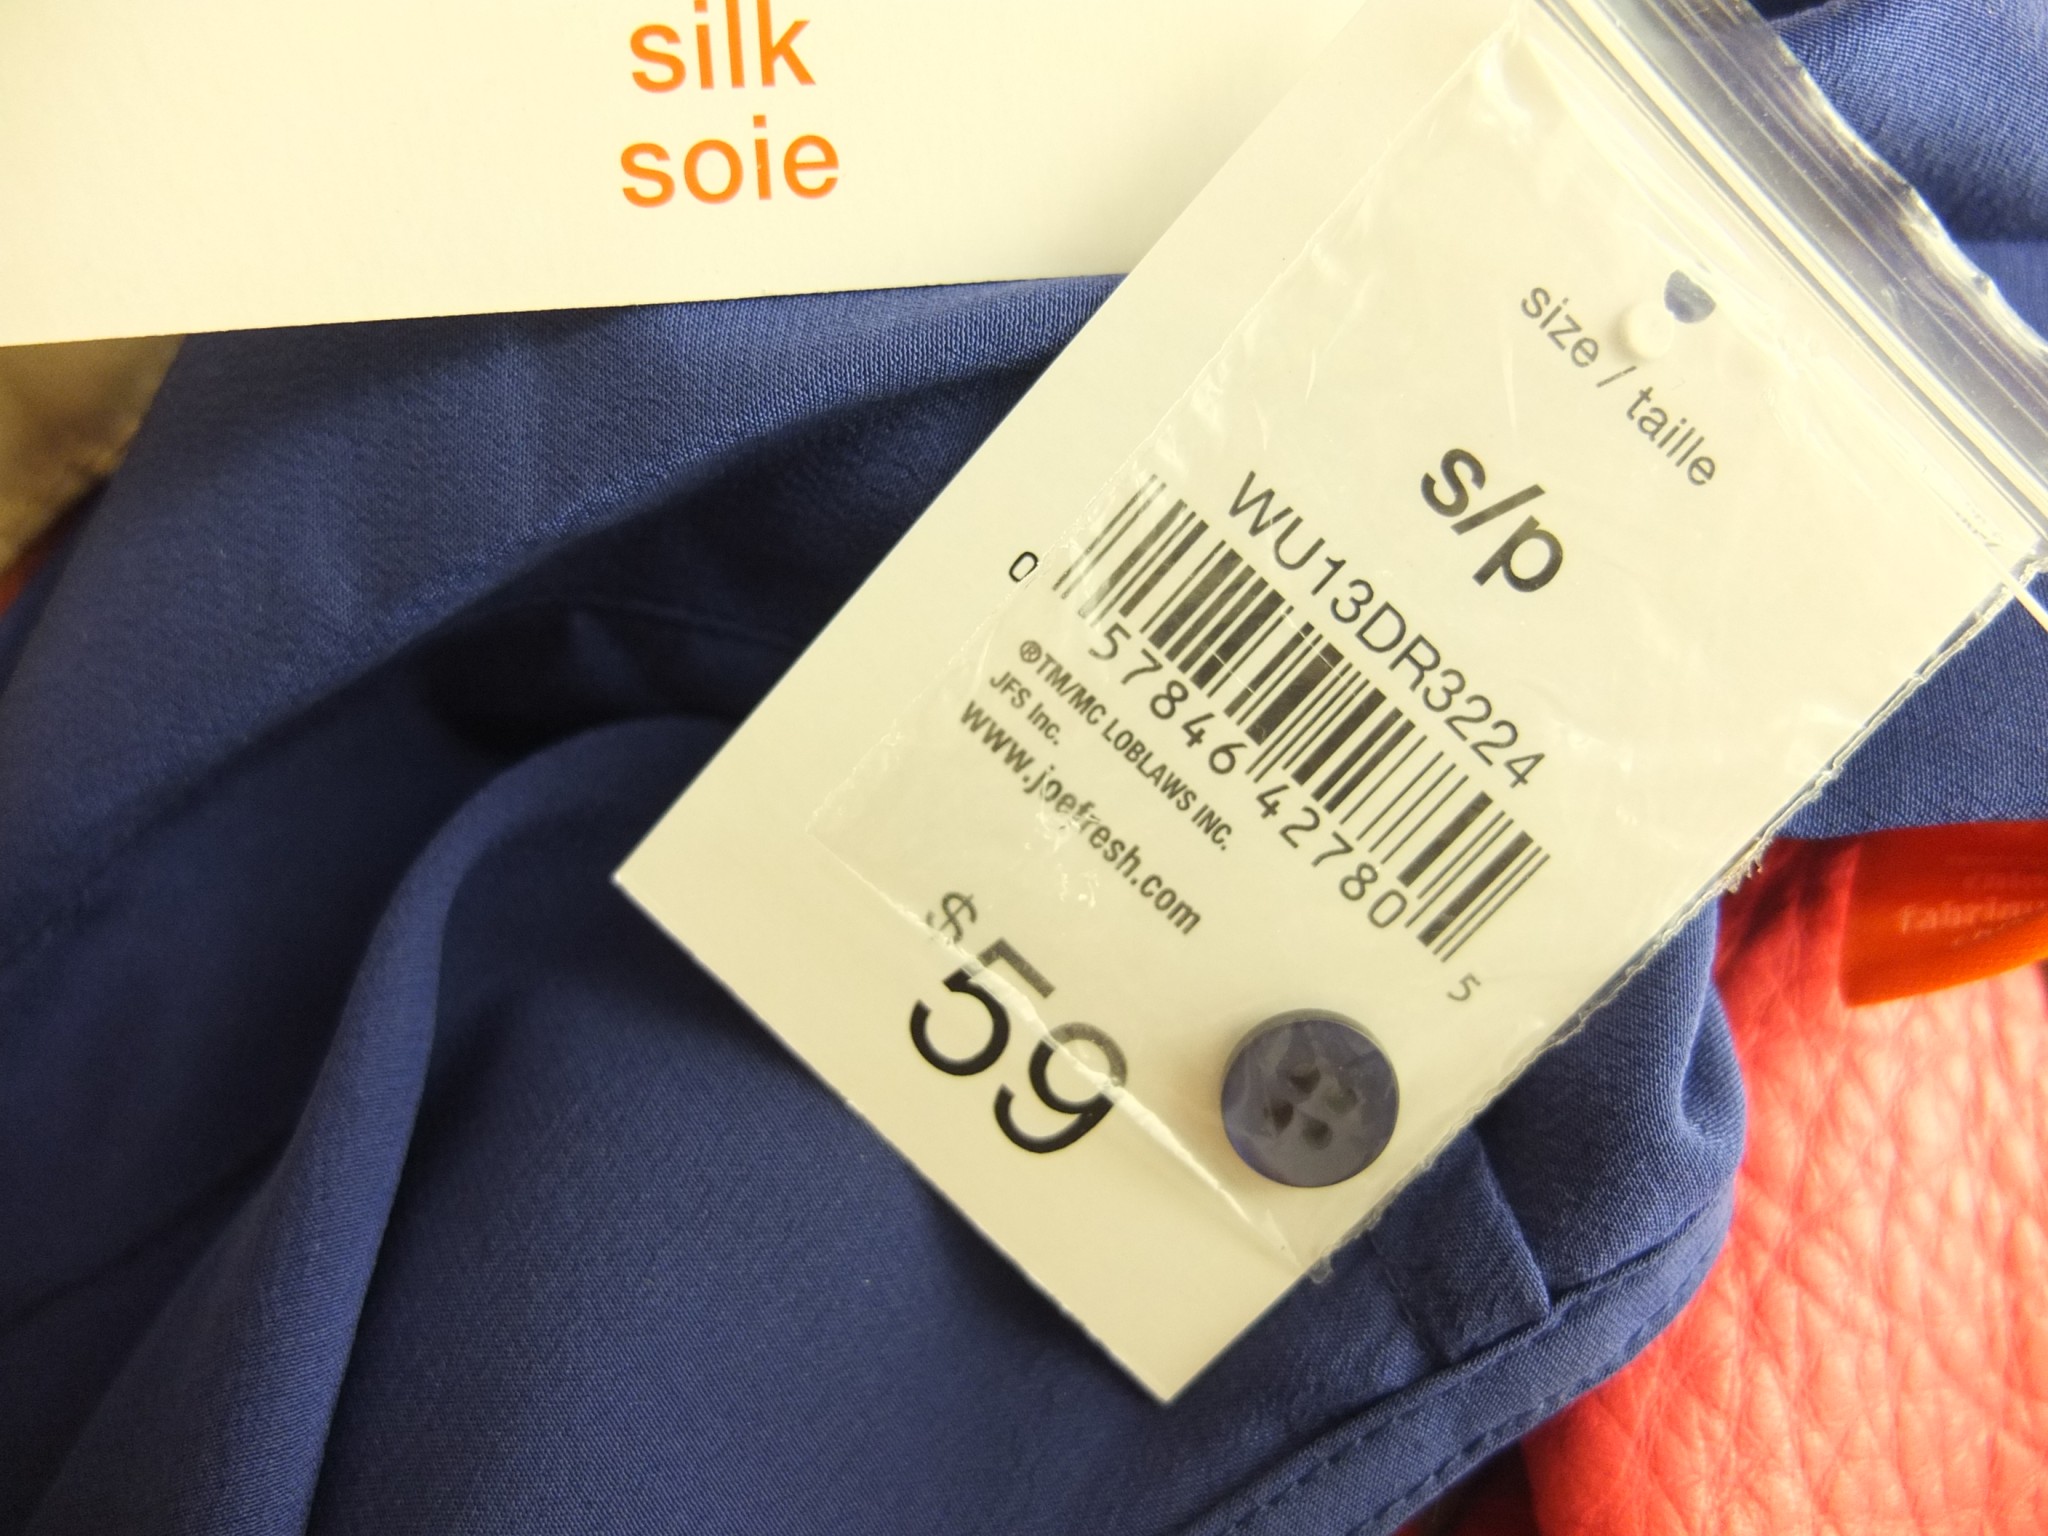 silk
soie
size / taille
s/p
WU13DR3224
0 57846 42780 5
®TM/MC LOBLAWS INC.
JFS Inc.
www.joefresh.com
$59